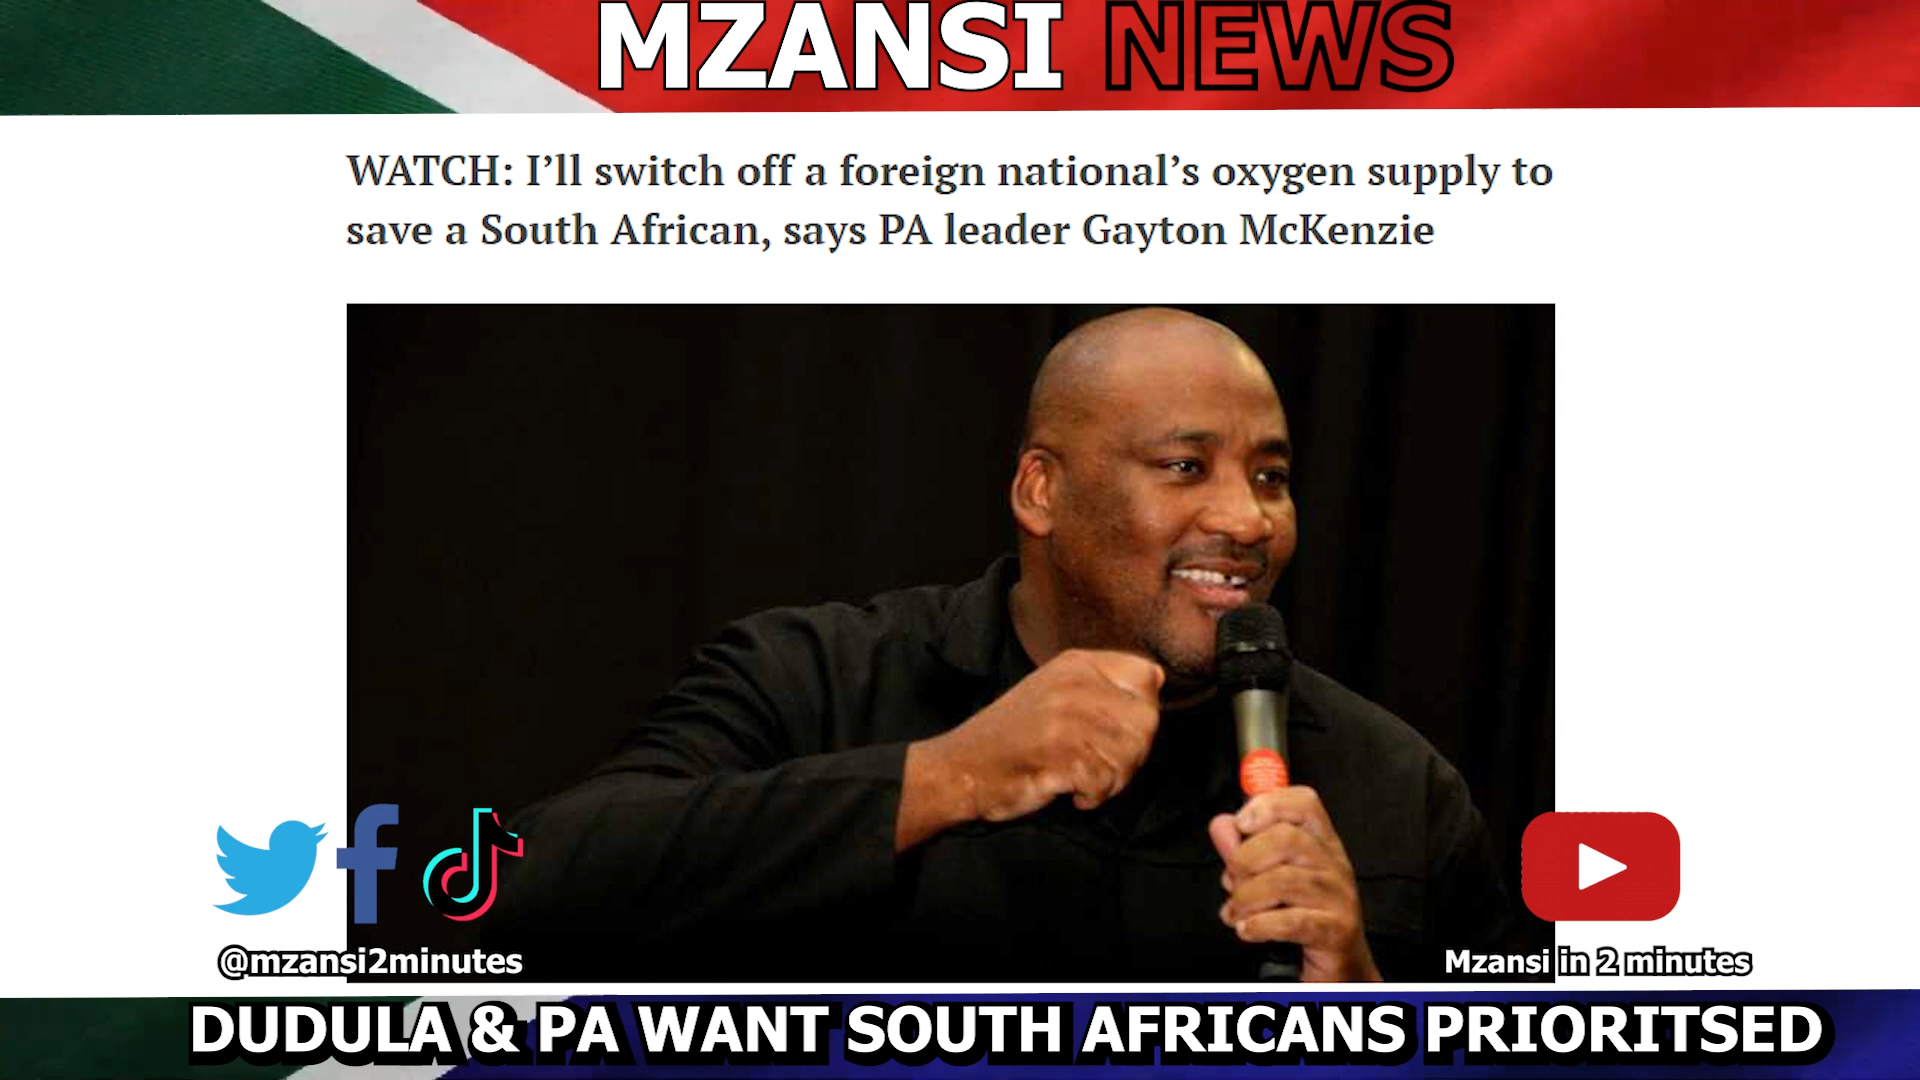 MZANSI NEWS
WATCH: I’ll switch off a foreign national’s oxygen supply to
save a South African, says PA leader Gayton McKenzie
@mzansi2minutes
Mzansi in 2 minutes
DUDULA & PA WANT SOUTH AFRICANS PRIORITSED